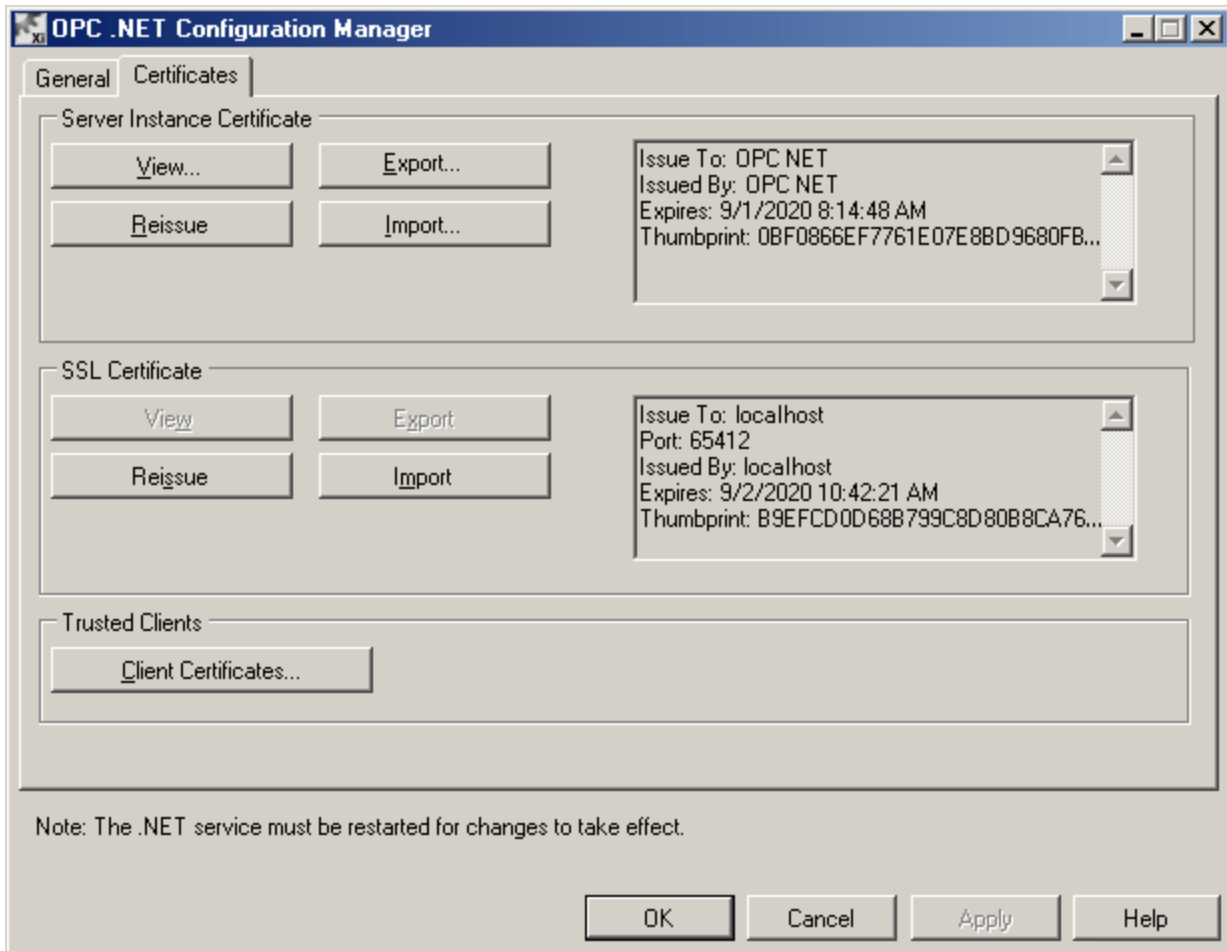 Xi OPC .NET Configuration Manager
General Certificates
Server Instance Certificate
View... Export...
Reissue Import...
Issue To: OPC NET
Issued By: OPC NET
Expires: 9/1/2020 8:14:48 AM
Thumbprint: 0BF0866EF7761E07E8BD9680FB...
SSL Certificate
View Export
Reissue Import
Issue To: localhost
Port: 65412
Issued By: localhost
Expires: 9/2/2020 10:42:21 AM
Thumbprint: B9EFCD0D68B799C8D80B8CA76...
Trusted Clients
Client Certificates...
Note: The .NET service must be restarted for changes to take effect.
OK Cancel Apply Help